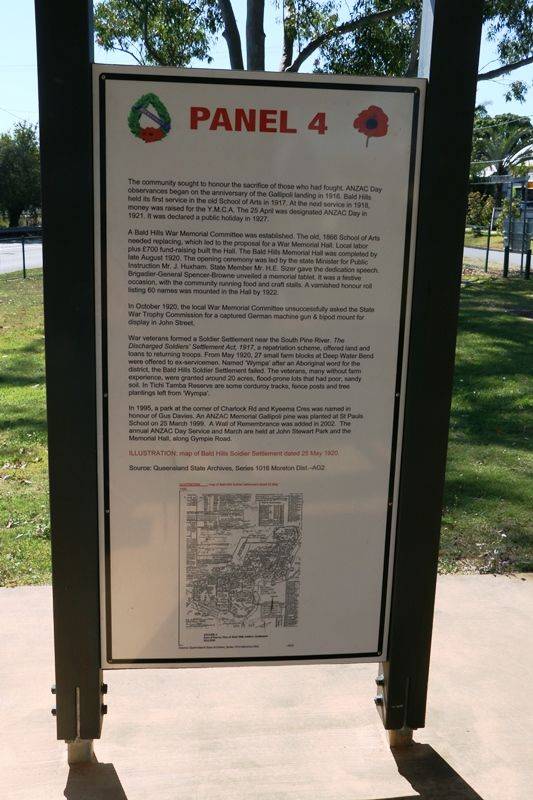 PANEL 4
The community sought to honour the sacrifice of those who had fought. ANZAC Day
observances began on the anniversary of the Gallipoli landing in 1916. Bald Hills
held its first service in the old School of Arts in 1917. At the next service in 1918,
money was raised for the Y.M.C.A. The 25 April was designated ANZAC Day in
1921. It was declared a public holiday in 1927.
A Bald Hills War Memorial Committee was established. The old, 1866 School of Arts
needed replacing, which led to the proposal for a War Memorial Hall. Local labor
plus £700 fund-raising built the Hall. The Bald Hills Memorial Hall was completed by
late August 1920. The opening ceremony was led by the state Minister for Public
Instruction Mr. J. Huxham. State Member Mr. H.E. Sizer gave the dedication speech.
Brigadier-General Spencer-Browne unveiled a memorial tablet. It was a festive
occasion, with the community running food and craft stalls. A varnished honour roll
listing 60 names was mounted in the Hall by 1922.
In October 1920, the local War Memorial Committee unsuccessfully asked the State
War Trophy Commission for a captured German machine gun & bipod mount for
display in John Street.
War veterans formed a Soldier Settlement near the South Pine River. The
Discharged Soldiers' Settlement Act, 1917, a repatriation scheme, offered land and
loans to returning troops. From May 1920, 27 small farm blocks at Deep Water Bend
were offered to ex-servicemen. Named 'Wympa' after an Aboriginal word for the
district, the Bald Hills Soldier Settlement failed. The veterans, many without farm
experience, were granted around 20 acres, flood-prone lots that had poor, sandy
soil. In Tichi Tamba Reserve are some corduroy tracks, fence posts and tree
plantings left from 'Wympa'.
In 1995, a park at the corner of Charlock Rd and Kyeema Cres was named in
honour of Gus Davies. An ANZAC Memorial Gallipoli pine was planted at St Pauls
School on 25 March 1999. A Wall of Remembrance was added in 2002. The
annual ANZAC Day Service and March are held at John Stewart Park and the
Memorial Hall, along Gympie Road.
ILLUSTRATION: map of Bald Hills Soldier Settlement dated 25 May 1920.
Source: Queensland State Archives, Series 1016 Moreton Dist.-AG2